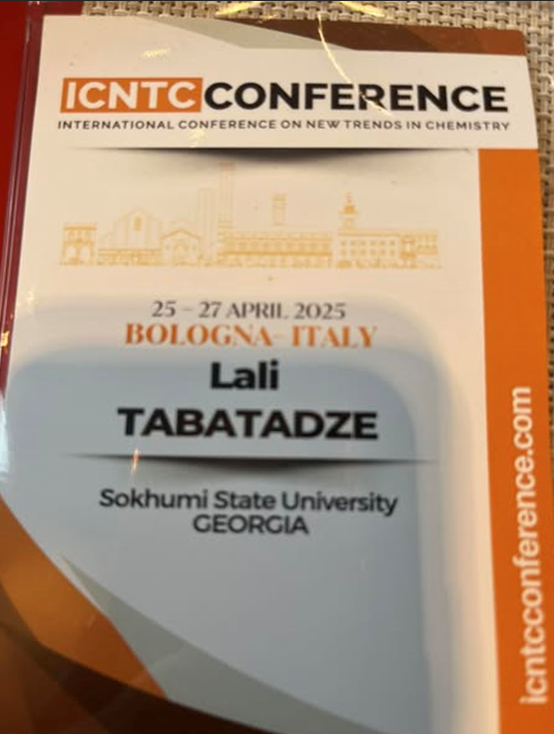 ICNTC CONFERENCE
INTERNATIONAL CONFERENCE ON NEW TRENDS IN CHEMISTRY
25 – 27 APRIL 2025
BOLOGNA- ITALY
Lali
TABATADZE
Sokhumi State University
GEORGIA
icntcconference.com